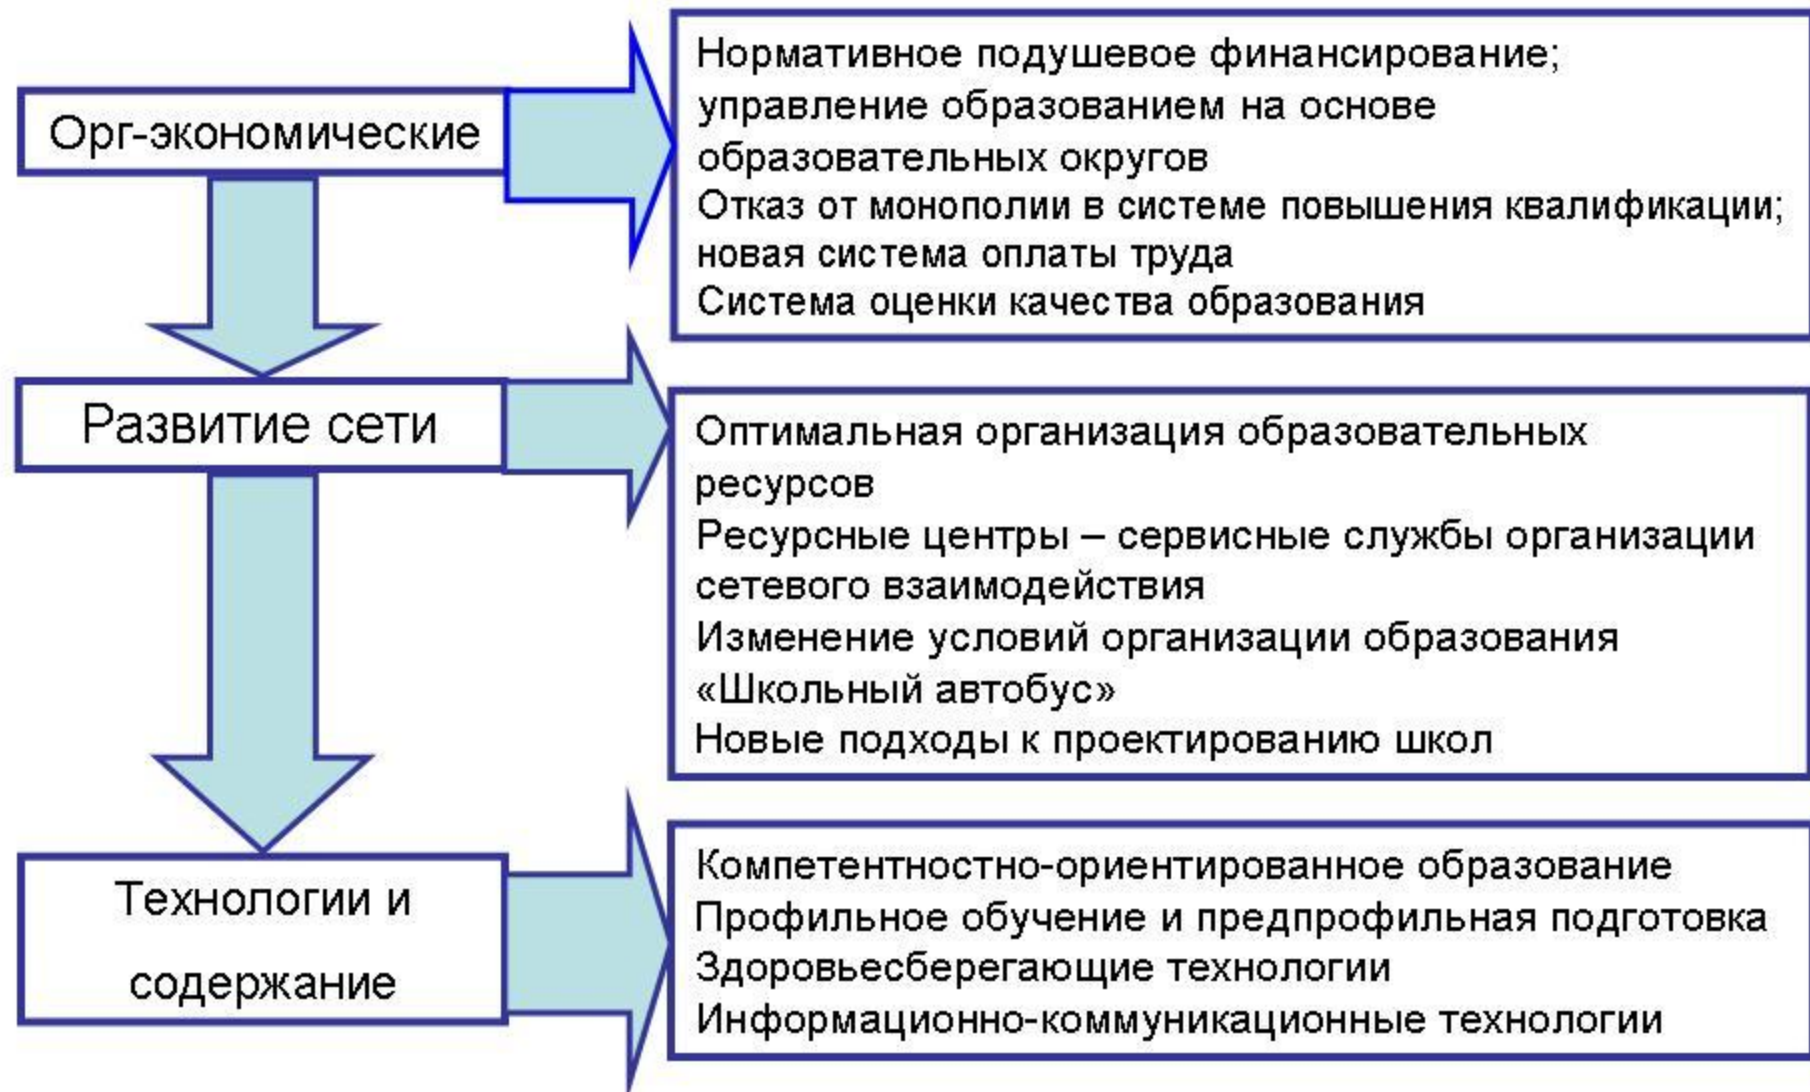 Орг-экономические
Нормативное подушевое финансирование;
управление образованием на основе
образовательных округов
Отказ от монополии в системе повышения квалификации;
новая система оплаты труда
Система оценки качества образования
Развитие сети
Оптимальная организация образовательных
ресурсов
Ресурсные центры – сервисные службы организации
сетевого взаимодействия
Изменение условий организации образования
«Школьный автобус»
Новые подходы к проектированию школ
Технологии и
содержание
Компетентностно-ориентированное образование
Профильное обучение и предпрофильная подготовка
Здоровьесберегающие технологии
Информационно-коммуникационные технологии